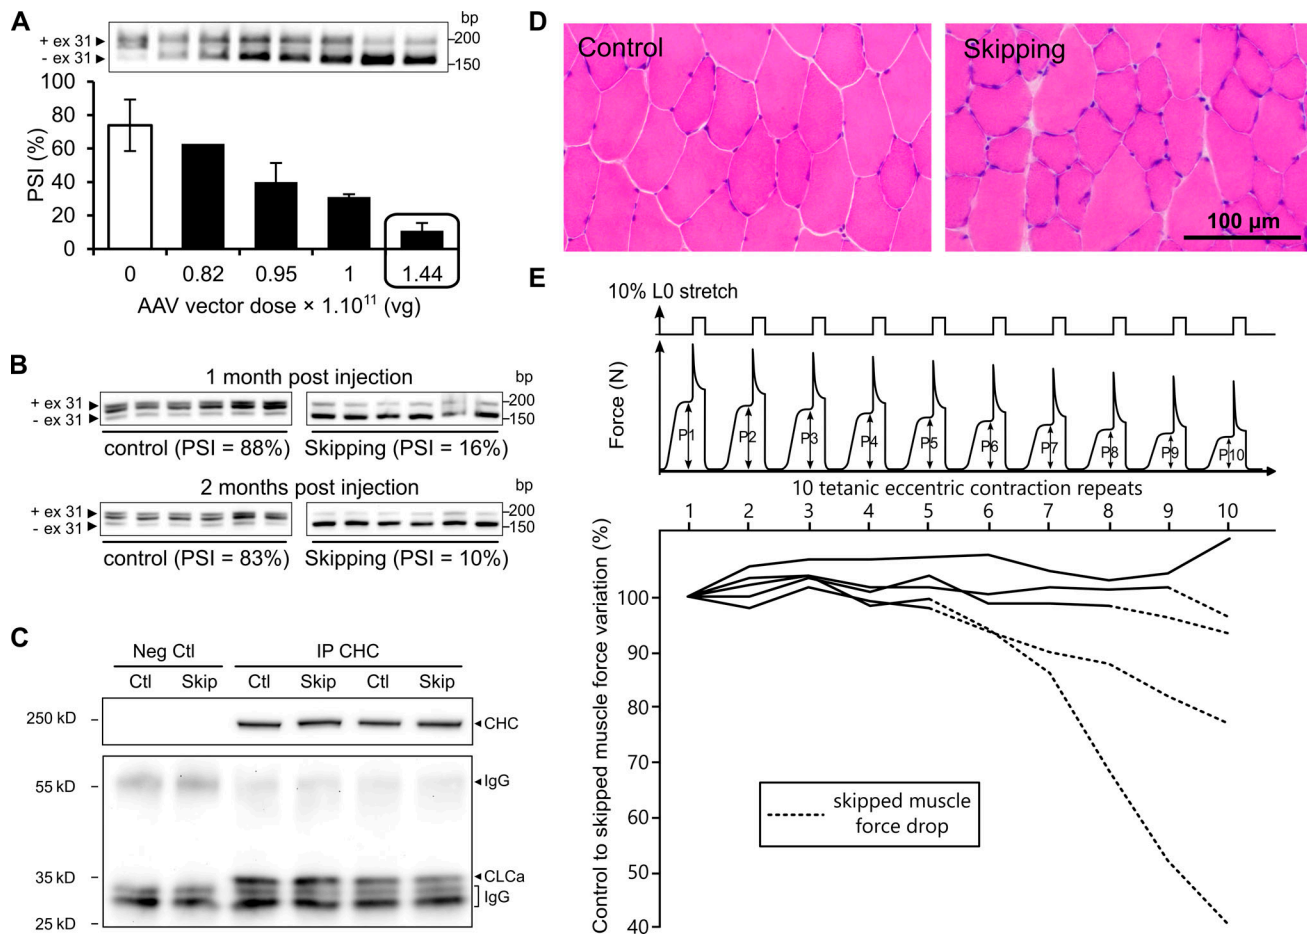 A
bp
+ ex 31
200
- ex 31
150
100
80
60
40
20
0
PSI (%)
0 0.82 0.95 1 1.44
AAV vector dose × 1.10¹¹ (vg)
B
1 month post injection
bp
+ ex 31
200
- ex 31
150
control (PSI = 88%)
Skipping (PSI = 16%)
2 months post injection
bp
+ ex 31
200
- ex 31
150
control (PSI = 83%)
Skipping (PSI = 10%)
C
Neg Ctl IP CHC
Ctl Skip Ctl Skip Ctl Skip
250 kD
CHC
IgG
55 kD
35 kD
CLCa
IgG
25 kD
D
Control
Skipping
100 µm
E
10% L0 stretch
Force (N)
P1 P2 P3 P4 P5 P6 P7 P8 P9 P10
10 tetanic eccentric contraction repeats
1 2 3 4 5 6 7 8 9 10
Control to skipped muscle force variation (%)
100
90
80
70
60
50
40
skipped muscle
force drop